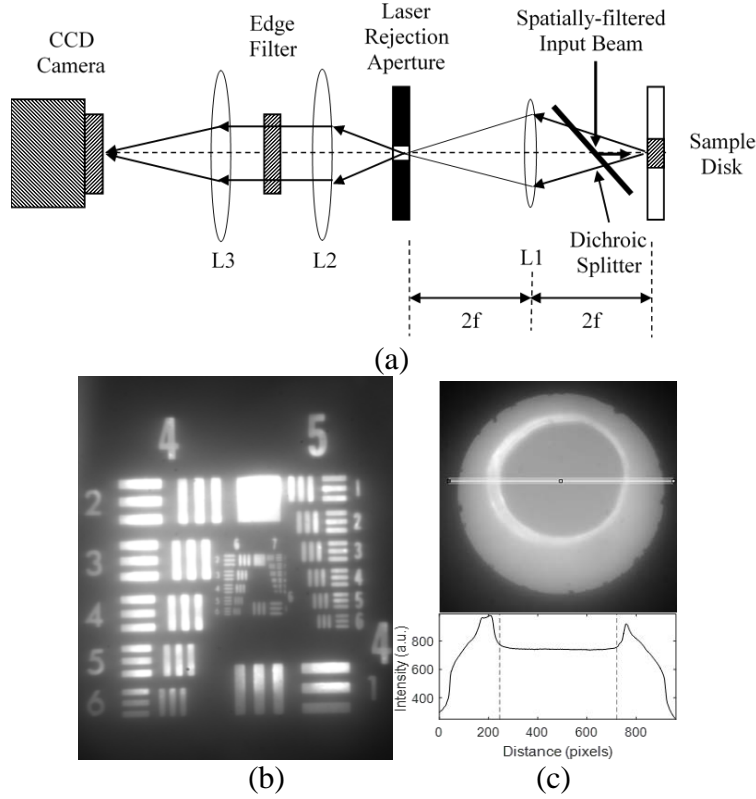 CCD
Camera
Edge
Filter
Laser
Rejection
Aperture
Spatially-filtered
Input Beam
Sample
Disk
L3
L2
L1
Dichroic
Splitter
2f
2f
(a)
4
5
2
3
4
5
6
1
2
3
4
5
6
6
7
4
1
Intensity (a.u.)
800
600
400
0
200
400
600
800
Distance (pixels)
(b)
(c)